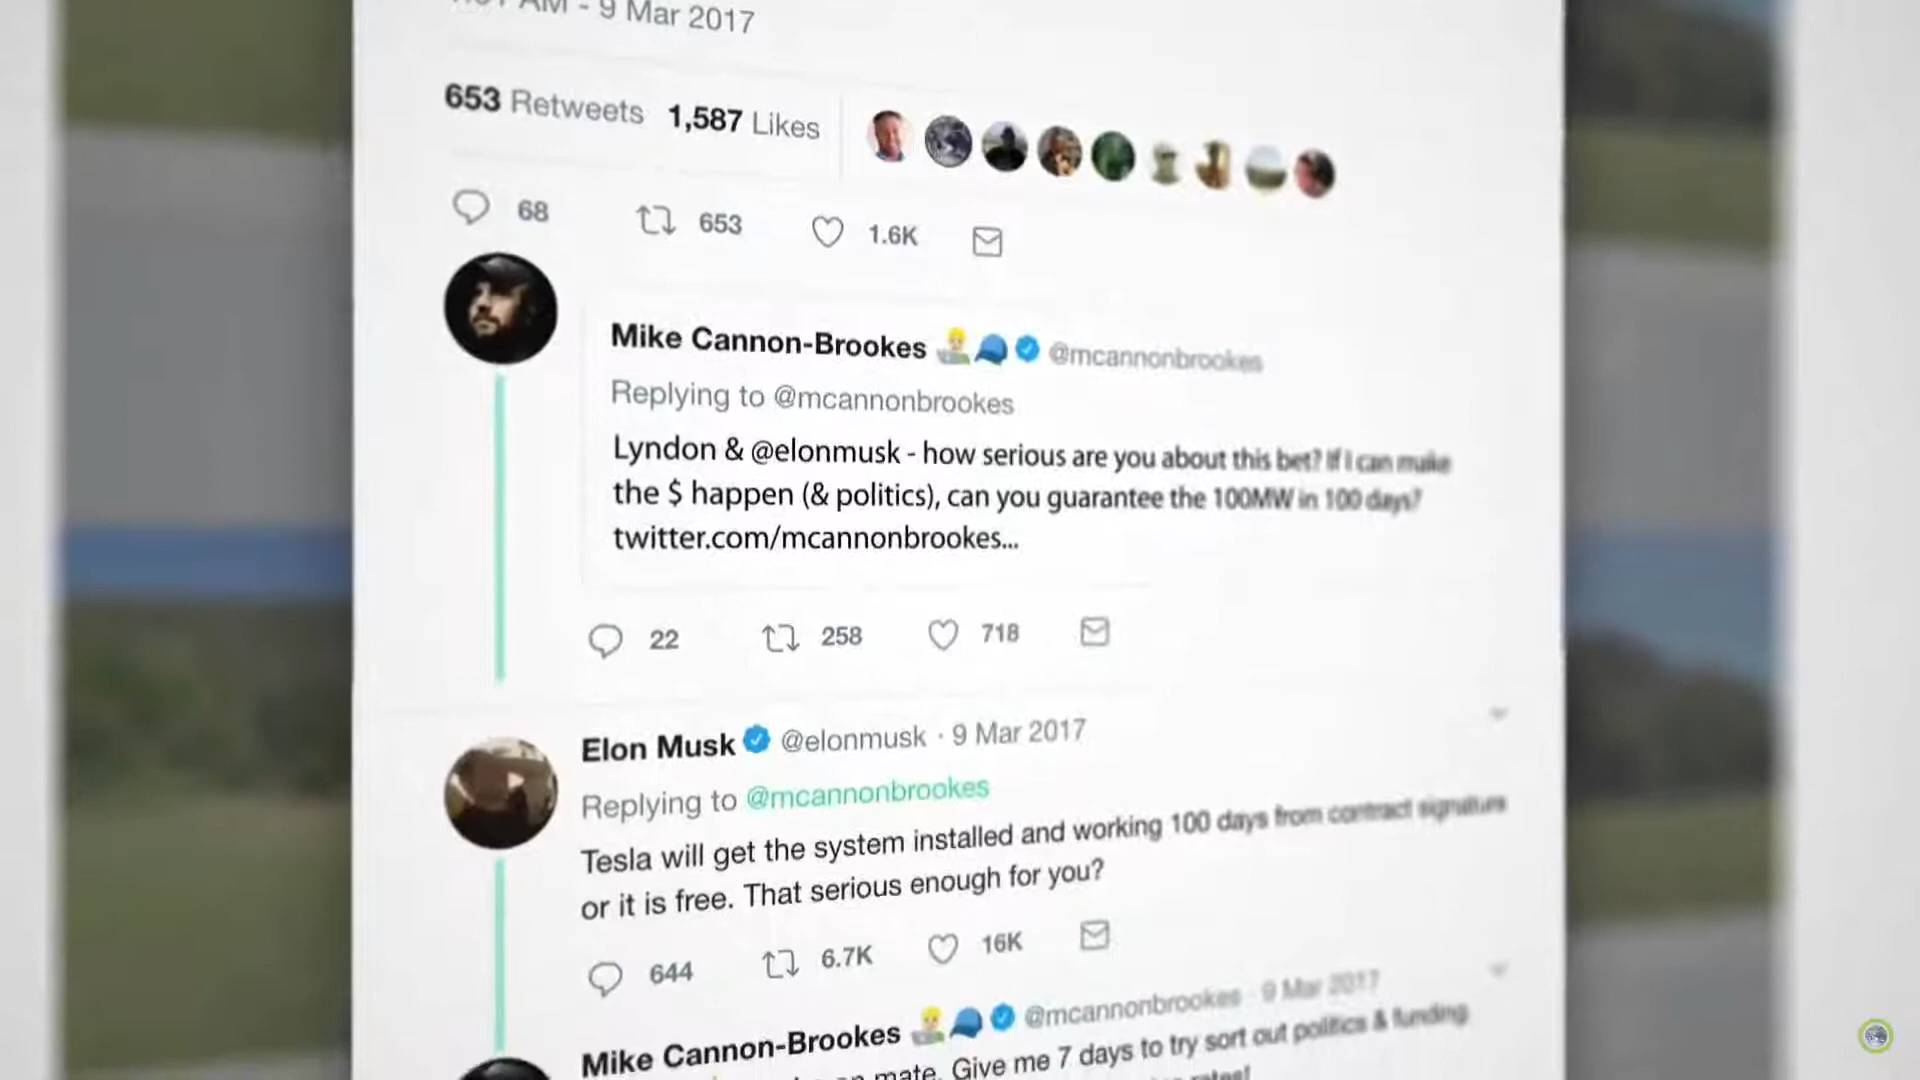 AM - 9 Mar 2017
653 Retweets 1,587 Likes
68 653 1.6K
Mike Cannon-Brookes @mcannonbrookes
Replying to @mcannonbrookes
Lyndon & @elonmusk - how serious are you about this bet? If I can make
the $ happen (& politics), can you guarantee the 100MW in 100 days?
twitter.com/mcannonbrookes...
22 258 718
Elon Musk @elonmusk · 9 Mar 2017
Replying to @mcannonbrookes
Tesla will get the system installed and working 100 days from contract signature
or it is free. That serious enough for you?
644 6.7K 16K
Mike Cannon-Brookes @mcannonbrookes · 9 Mar 2017
mate. Give me 7 days to try sort out politics & funding